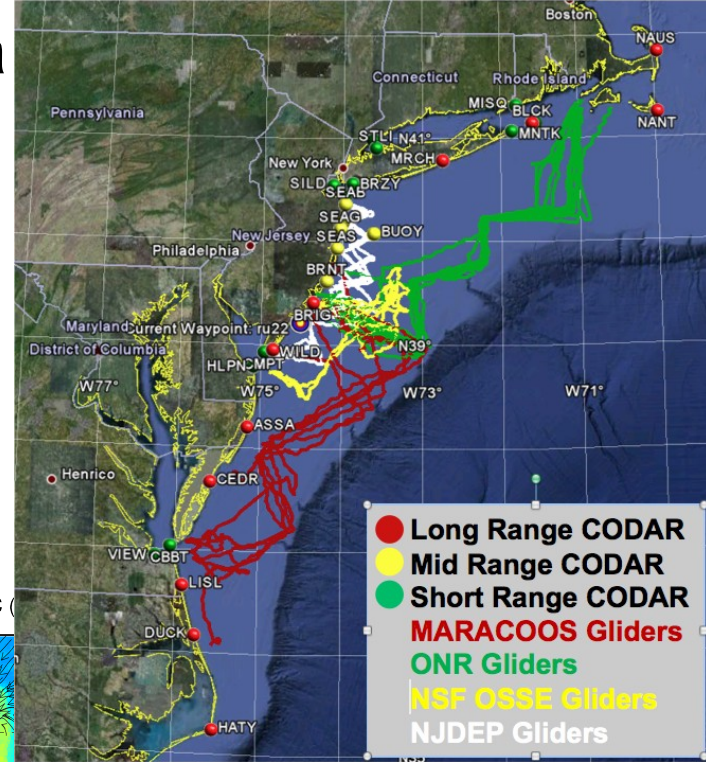 Boston
NAUS
Connecticut
Rhode Island
MISQ
BLCK
Pennsylvania
NANT
STLI
N41°
MNTK
MRCH
New York
SILD
BRZY
SEAB
SEAG
New Jersey
SEAS
BUOY
Philadelphia
BRNT
BRIG
Maryland
urrent Waypoint: ru22
District of Columbia
WILD
N39°
HLPN
CMPT
W77°
W75°
W73°
W71°
ASSA
Henrico
CEDR
VIEW
CBBT
LISL
DUCK
HATY
Long Range CODAR
Mid Range CODAR
Short Range CODAR
MARACOOS Gliders
ONR Gliders
NSF OSSE Gliders
NJDEP Gliders